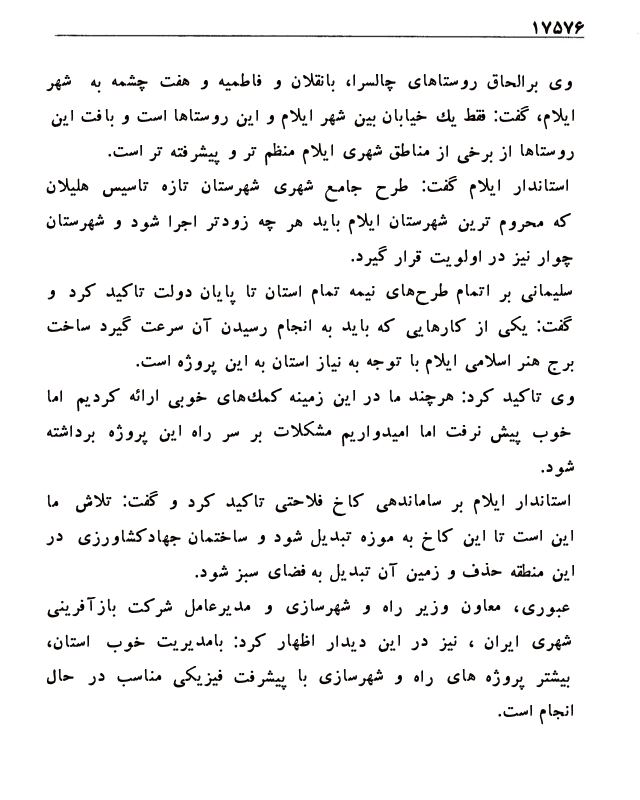 ۱۷۵۷۶
وی برالحاق روستاهای چالسرا، بانقلان و فاطمیه و هفت چشمه به شهر
ایلام، گفت: فقط یك خیابان بین شهر ایلام و این روستاها است و بافت این
روستاها از برخی از مناطق شهری ایلام منظم تر و پیشرفته تر است.
استاندار ایلام گفت: طرح جامع شهری شهرستان تازه تاسیس هلیلان
که محروم ترین شهرستان ایلام باید هر چه زودتر اجرا شود و شهرستان
چوار نیز در اولویت قرار گیرد.
سلیمانی بر اتمام طرح‌های نیمه تمام استان تا پایان دولت تاکید کرد و
گفت: یکی از کارهایی که باید به انجام رسیدن آن سرعت گیرد ساخت
برج هنر اسلامی ایلام با توجه به نیاز استان به این پروژه است.
وی تاکید کرد: هرچند ما در این زمینه کمك‌های خوبی ارائه کردیم اما
خوب پیش نرفت اما امیدواریم مشکلات بر سر راه این پروژه برداشته
شود.
استاندار ایلام بر ساماندهی کاخ فلاحتی تاکید کرد و گفت: تلاش ما
این است تا این کاخ به موزه تبدیل شود و ساختمان جهادکشاورزی در
این منطقه حذف و زمین آن تبدیل به فضای سبز شود.
عبوری، معاون وزیر راه و شهرسازی و مدیرعامل شرکت بازآفرینی
شهری ایران ، نیز در این دیدار اظهار کرد: بامدیریت خوب استان،
بیشتر پروژه های راه و شهرسازی با پیشرفت فیزیکی مناسب در حال
انجام است.